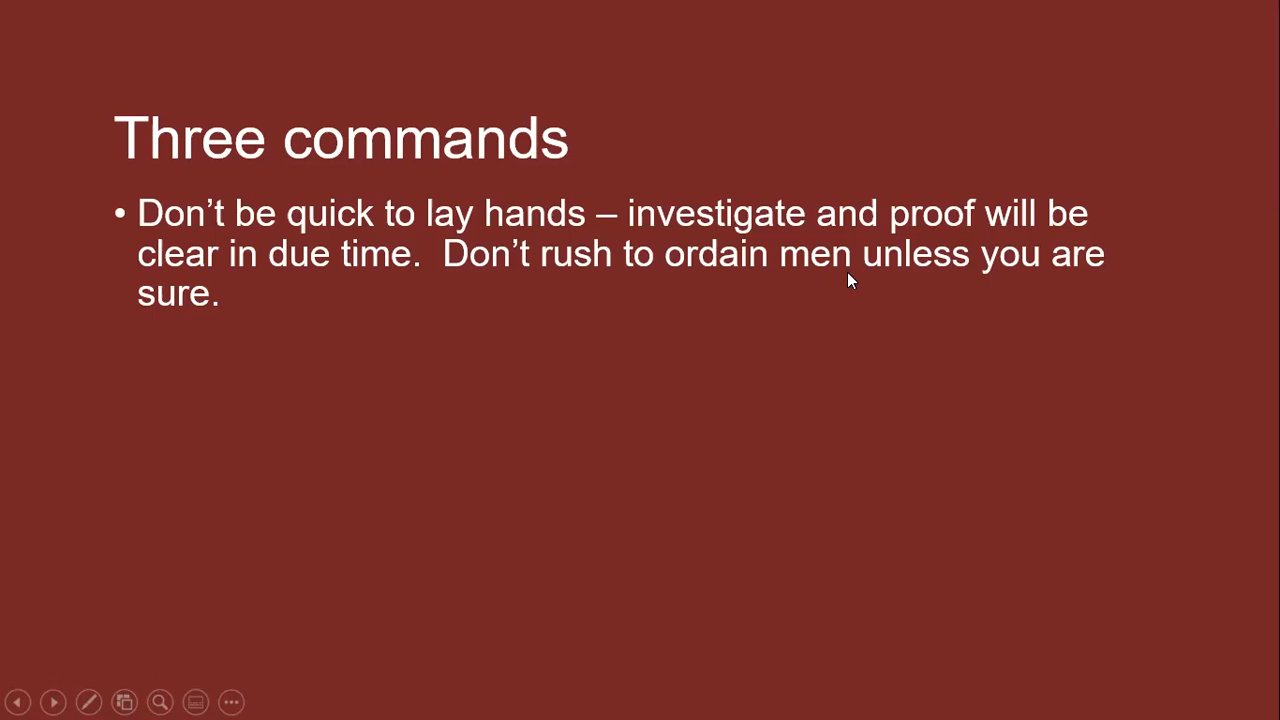 Three commands
• Don’t be quick to lay hands – investigate and proof will be
clear in due time.  Don’t rush to ordain men unless you are
sure.